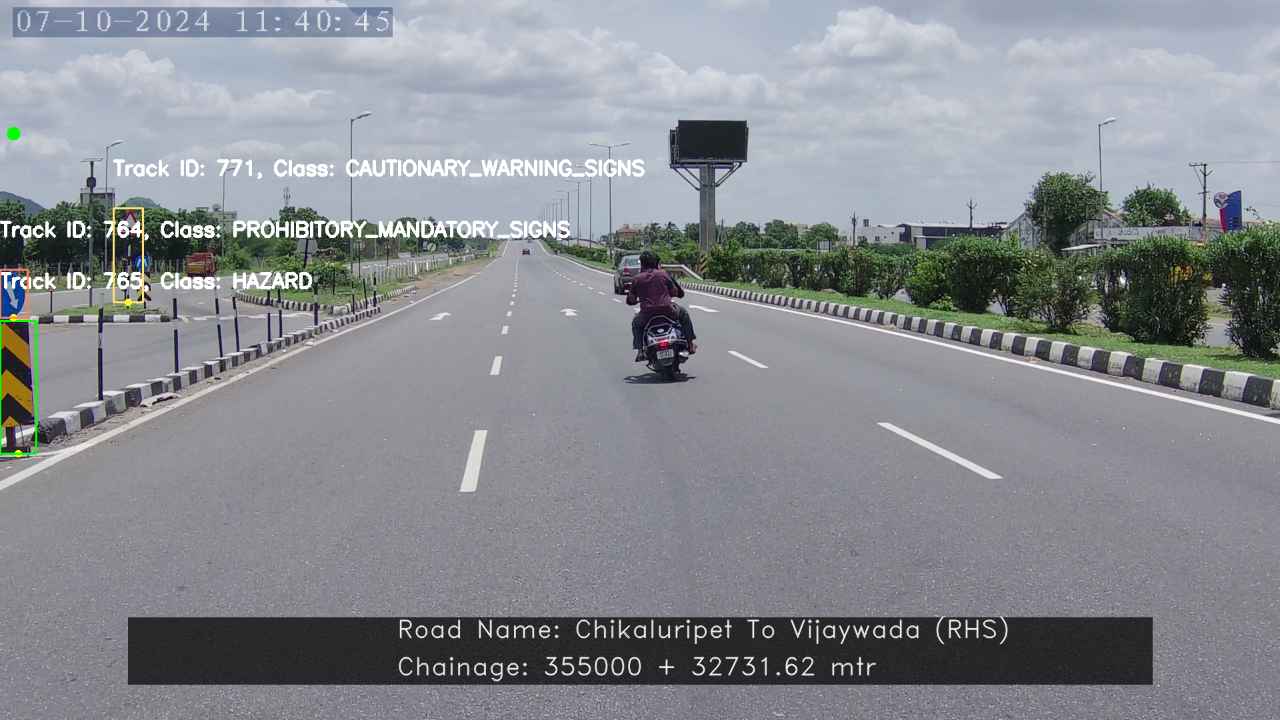 07-10-2024 11:40:45
Track ID: 771, Class: CAUTIONARY_WARNING_SIGNS
Track ID: 764, Class: PROHIBITORY_MANDATORY_SIGNS
Track ID: 765, Class: HAZARD
Road Name: Chikaluripet To Vijaywada (RHS)
Chainage: 355000 + 32731.62 mtr